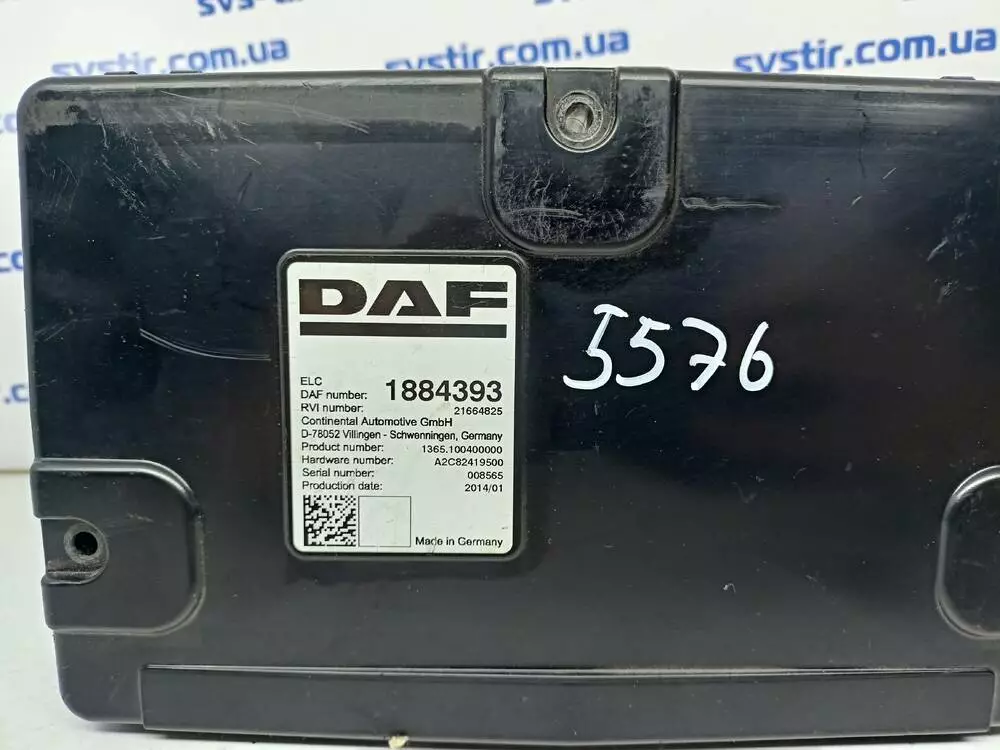 svstir.com.ua
svstir.com.ua
svstir.com.ua
DAF
ELC
DAF number: 1884393
RVI number: 21664825
Continental Automotive GmbH
D-78052 Villingen - Schwenningen, Germany
Product number: 1365.100400000
Hardware number: A2C82419500
Serial number: 008565
Production date: 2014/01
Made in Germany
5576